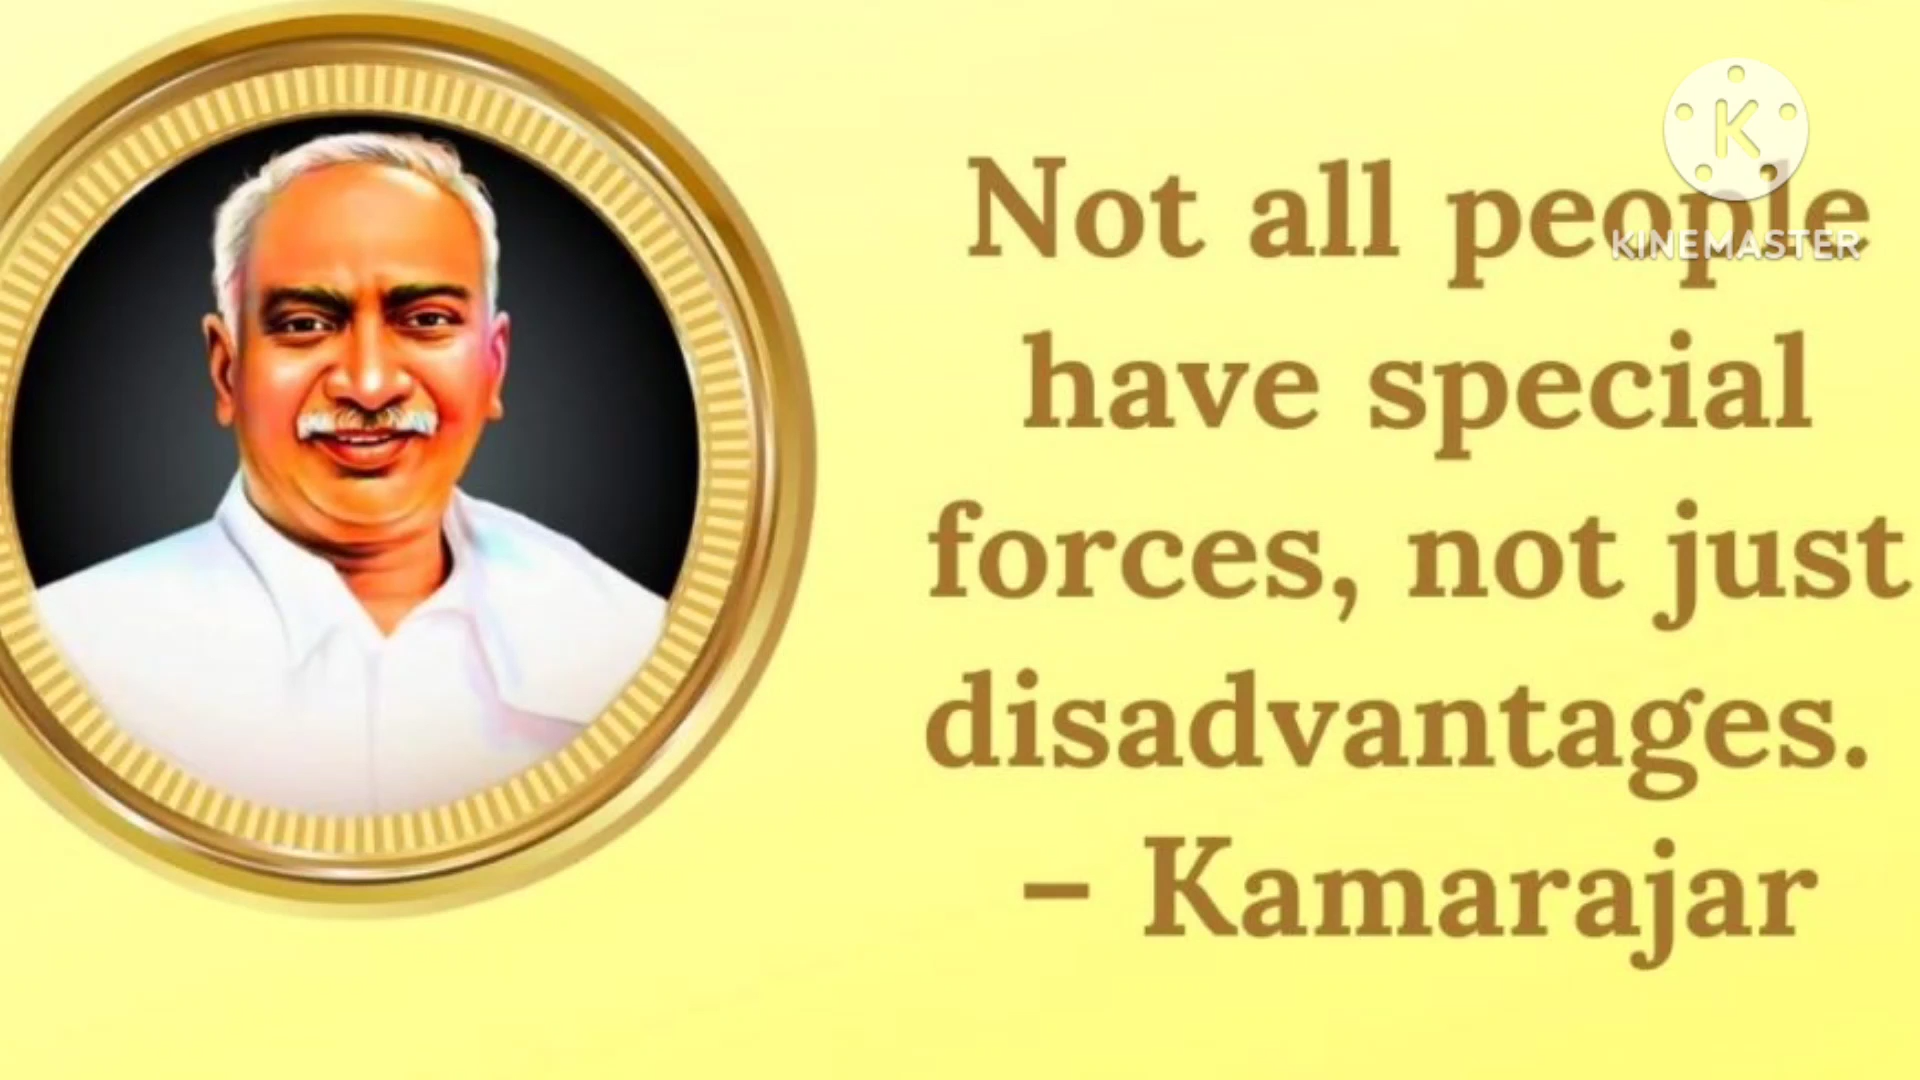 K
KINEMASTER
Not all people
have special
forces, not just
disadvantages.
– Kamarajar